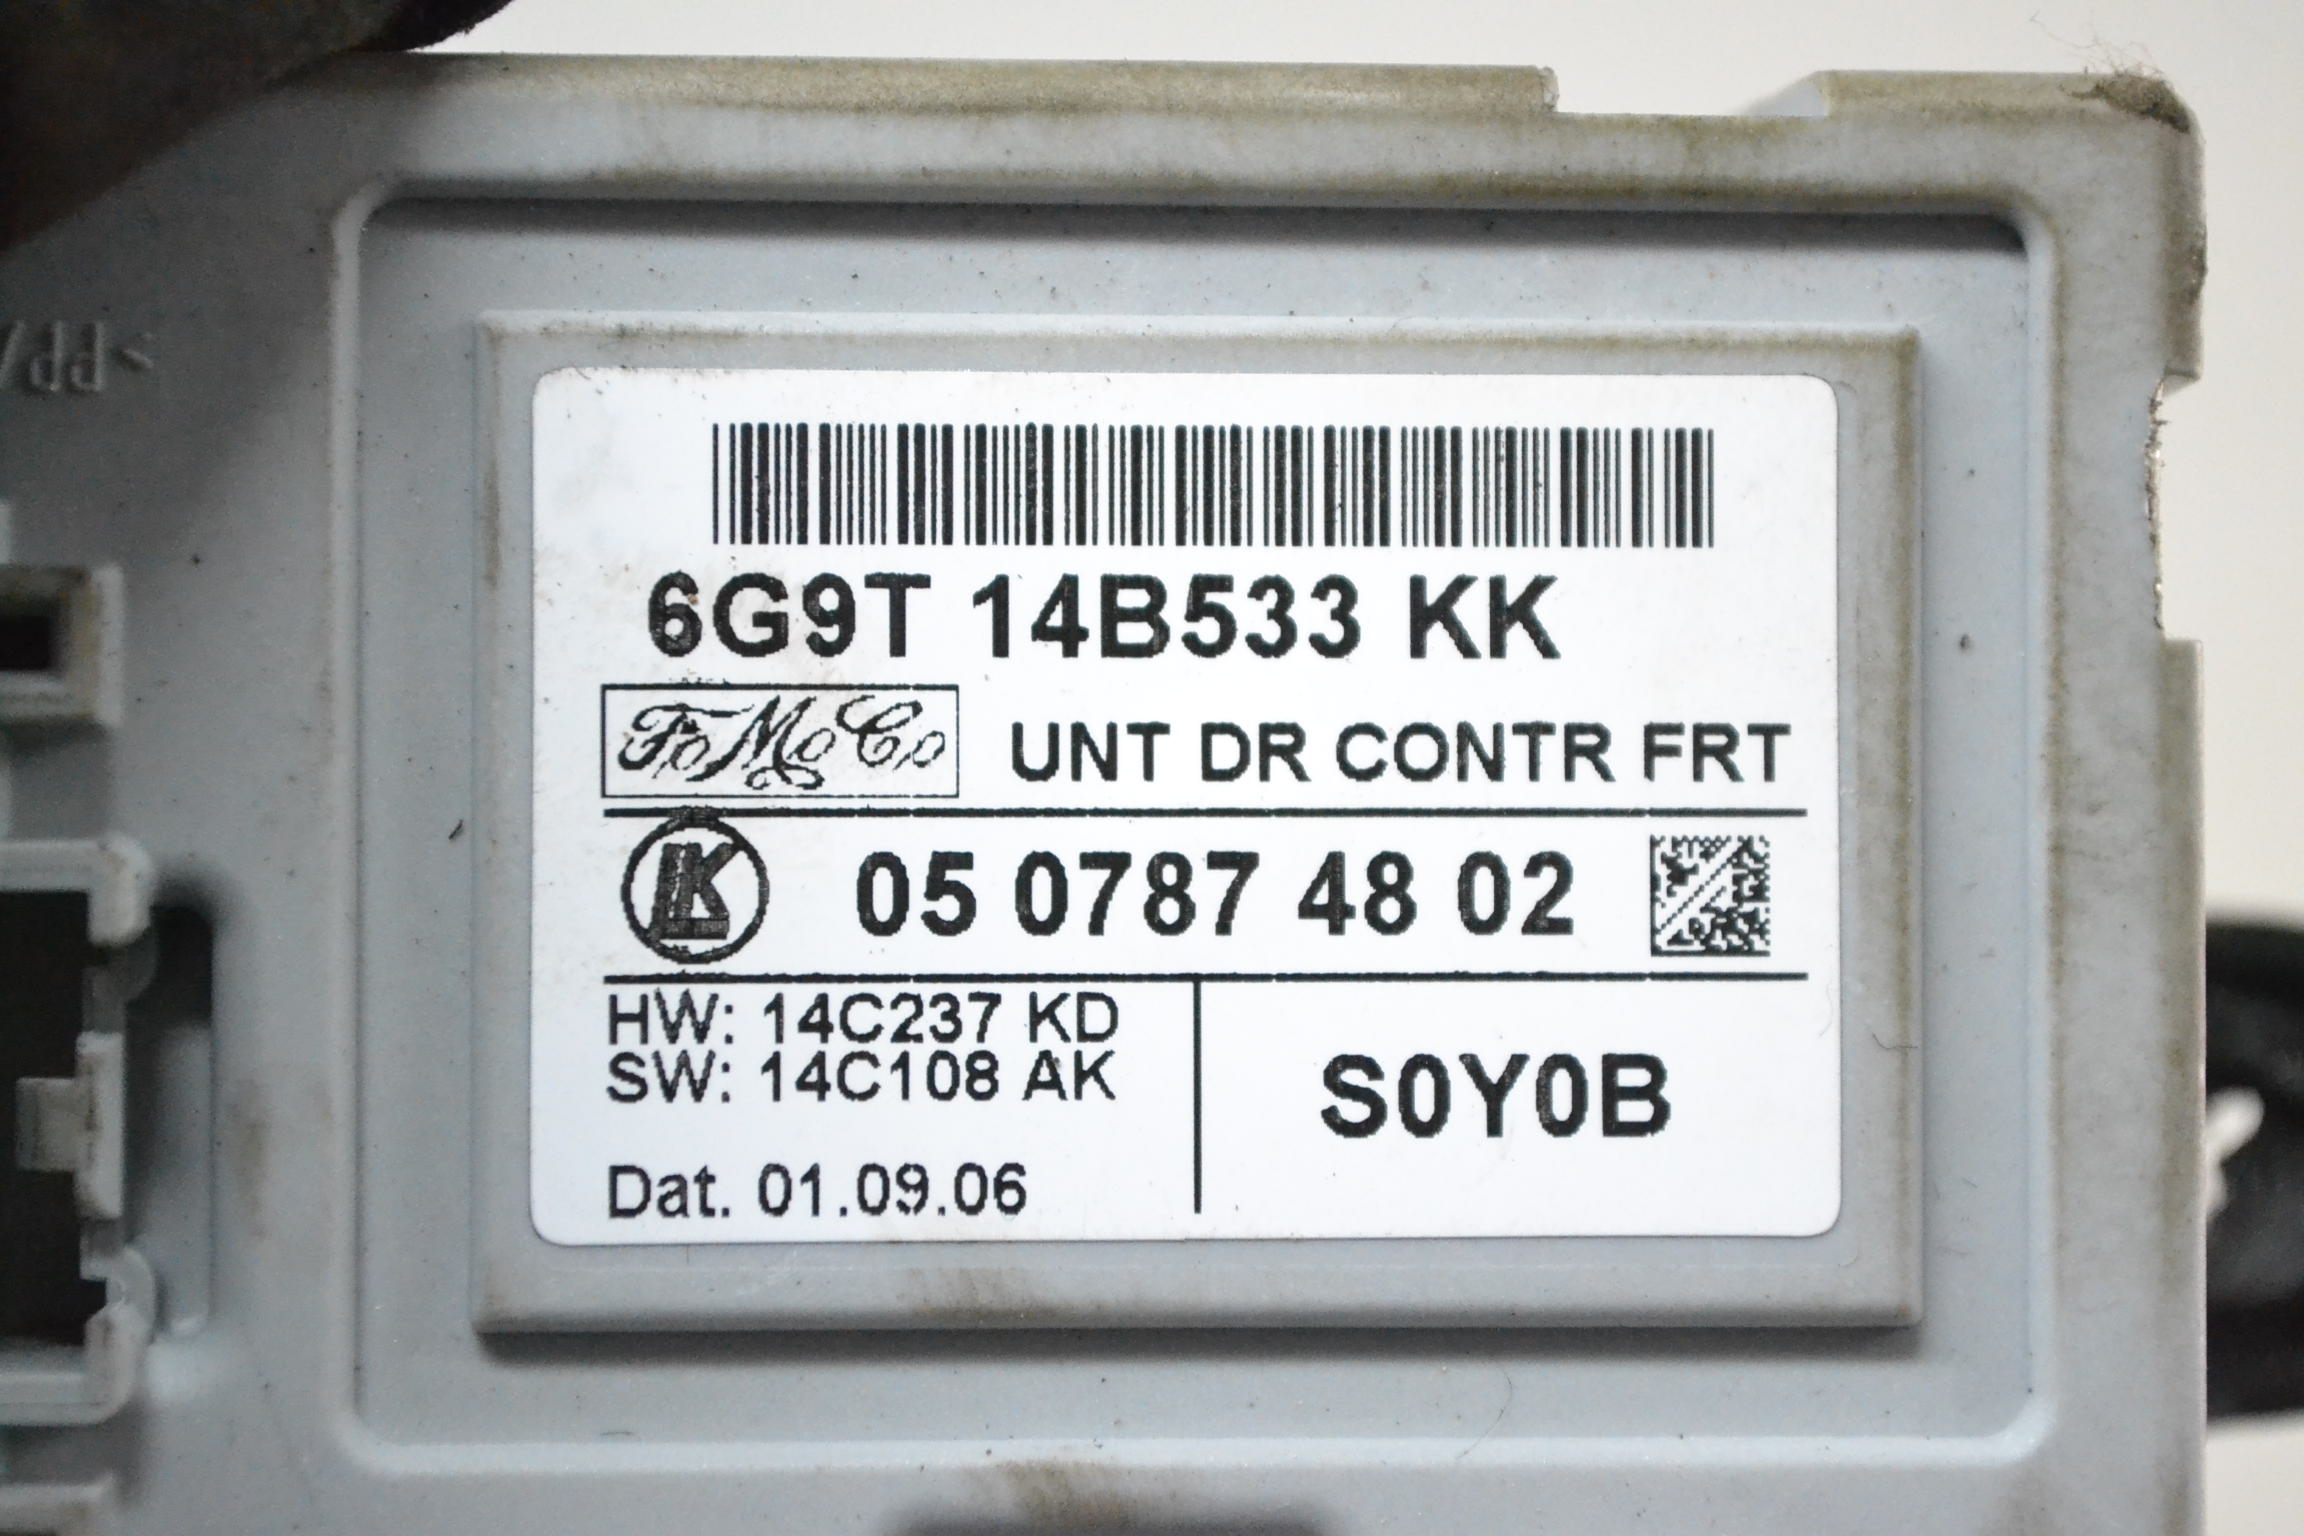 6G9T 14B533 KK
FoMoCo UNT DR CONTR FRT
LK 05 0787 48 02
HW: 14C237 KD
SW: 14C108 AK
S0Y0B
Dat. 01.09.06